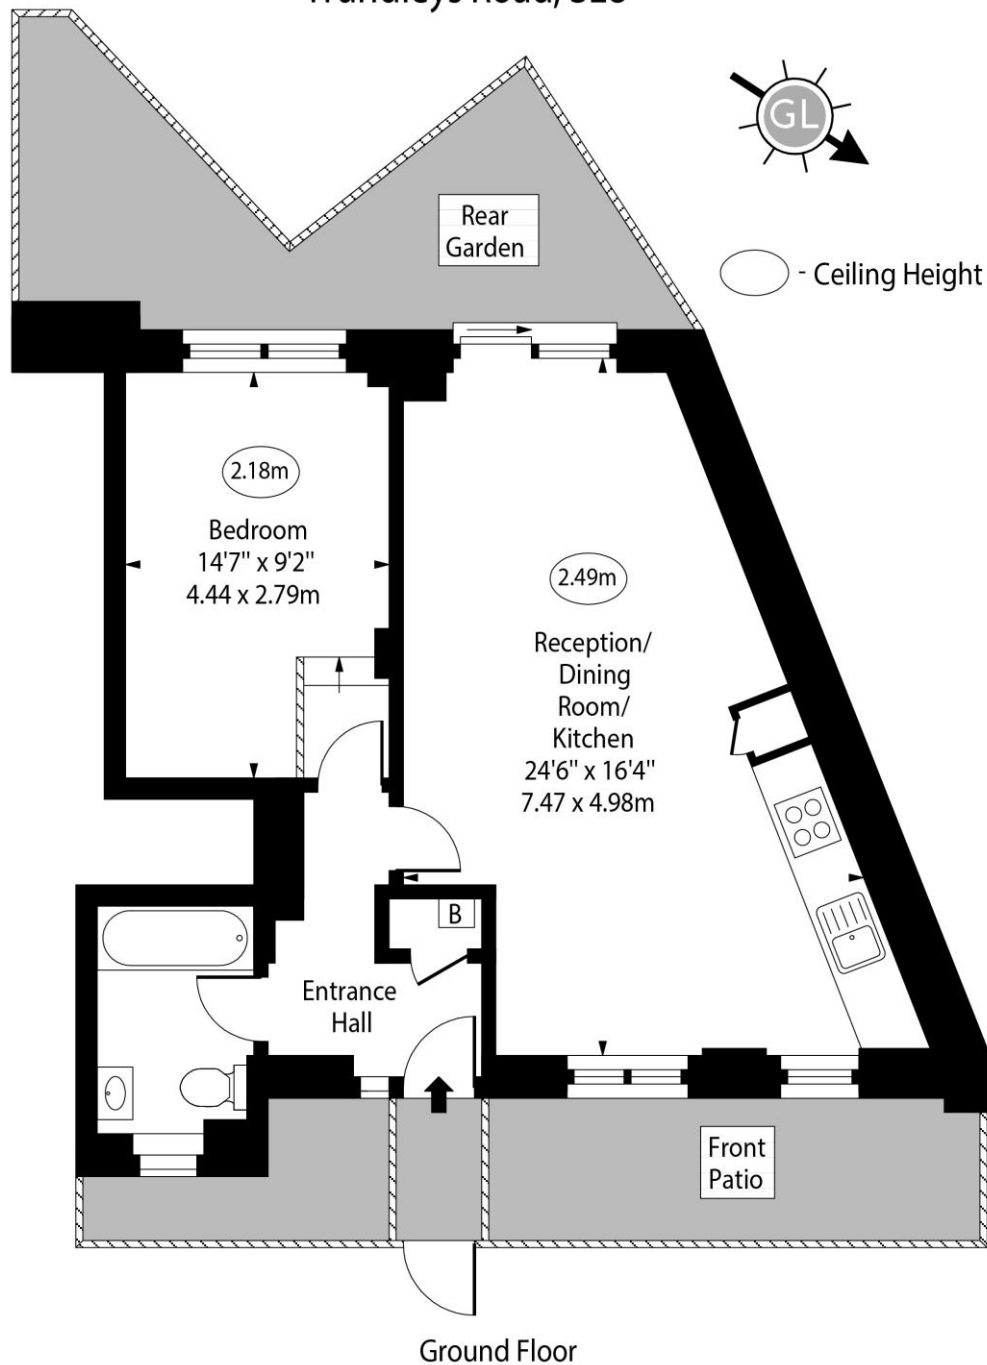 GL
Rear
Garden
- Ceiling Height
2.18m
Bedroom
14'7" x 9'2"
4.44 x 2.79m
2.49m
Reception/
Dining
Room/
Kitchen
24'6" x 16'4"
7.47 x 4.98m
B
Entrance
Hall
Front
Patio
Ground Floor